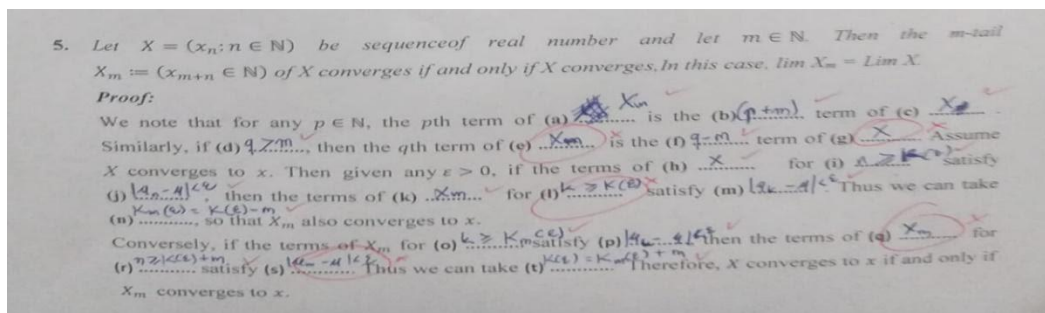 5. Let X = (xₙ: n ∈ ℕ) be sequenceof real number and let m ∈ ℕ. Then the m-tail
Xₘ := (xₘ₊ₙ ∈ ℕ) of X converges if and only if X converges. In this case, lim Xₘ = Lim X.
Proof:
We note that for any p ∈ ℕ, the pth term of (a) Xm is the (b) (p+m) term of (c) X
Similarly, if (d) q ≥ m, then the qth term of (e) Xm is the (f) q-m term of (g) X Assume
X converges to x. Then given any ε > 0, if the terms of (h) X for (i) n ≥ K(ε) satisfy
(j) |xn-x|<ε, then the terms of (k) Xm for (l) k ≥ K(ε) satisfy (m) |xk-x|<ε Thus we can take
(n) Km(ε) = K(ε)-m, so that Xₘ also converges to x.
Conversely, if the terms of Xₘ for (o) k ≥ Km(ε) satisfy (p) then the terms of (q) Xm for
(r) n≥K(ε)+m satisfy (s) Thus we can take (t) K(ε) = Km(ε)+m Therefore, X converges to x if and only if
Xₘ converges to x.